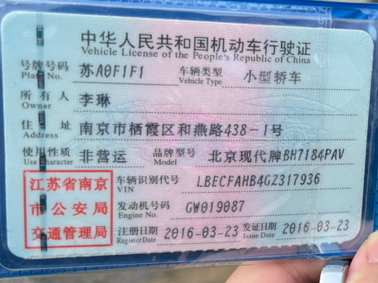 中华人民共和国机动车行驶证
Vehicle License of the People's Republic of China
号牌号码 苏A0F1F1 车辆类型 小型轿车
Plate No. Vehicle Type
所有人 李琳
Owner
住址 南京市栖霞区和燕路438-1号
Address
使用性质 非营运 品牌型号 北京现代牌BH7184PAV
Use Character Model
江苏省南京市公安局交通管理局
车辆识别代号 LBECFAHB4GZ317936
VIN
发动机号码 GW019087
Engine No.
注册日期 2016-03-23 发证日期 2016-03-23
Register Date Issue Date